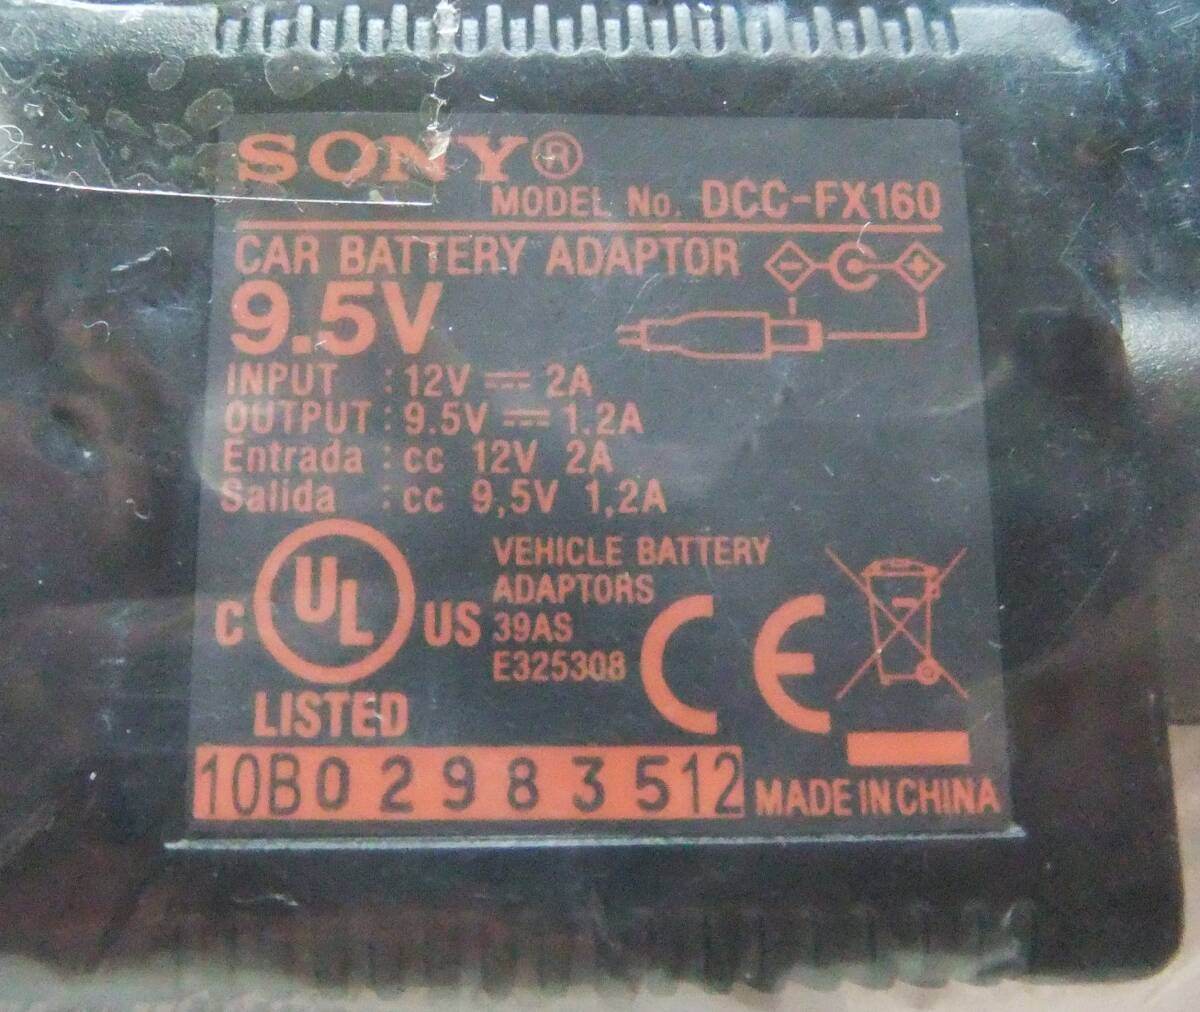 SONY®
MODEL No. DCC-FX160
CAR BATTERY ADAPTOR
9.5V
INPUT : 12V ⎓ 2A
OUTPUT : 9.5V ⎓ 1.2A
Entrada : cc 12V 2A
Salida : cc 9,5V 1,2A
C UL US
LISTED
VEHICLE BATTERY
ADAPTORS
39AS
E325308
CE
10B02983512
MADE IN CHINA